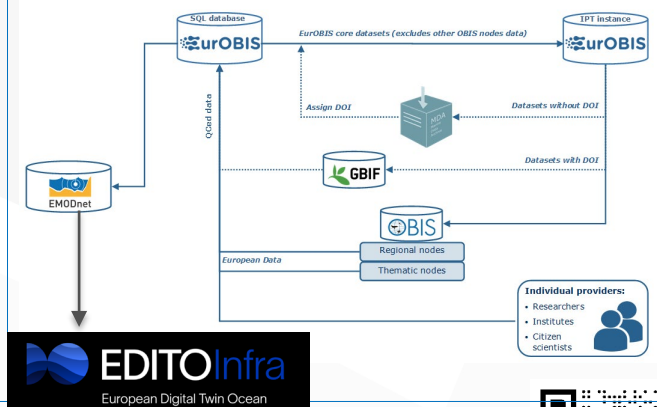 SQL database
EurOBIS
EurOBIS core datasets (excludes other OBIS nodes data)
IPT instance
EurOBIS
QCed data
Assign DOI
MDA
Datasets without DOI
GBIF
Datasets with DOI
EMODnet
OBIS
Regional nodes
European Data
Thematic nodes
Individual providers:
• Researchers
• Institutes
• Citizen
scientists
EDITOInfra
European Digital Twin Ocean